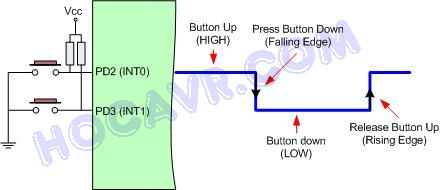 Vcc
PD2 (INT0)
PD3 (INT1)
Button Up
(HIGH)
Press Button Down
(Falling Edge)
Button down
(LOW)
Release Button Up
(Rising Edge)
HOCAVR.COM